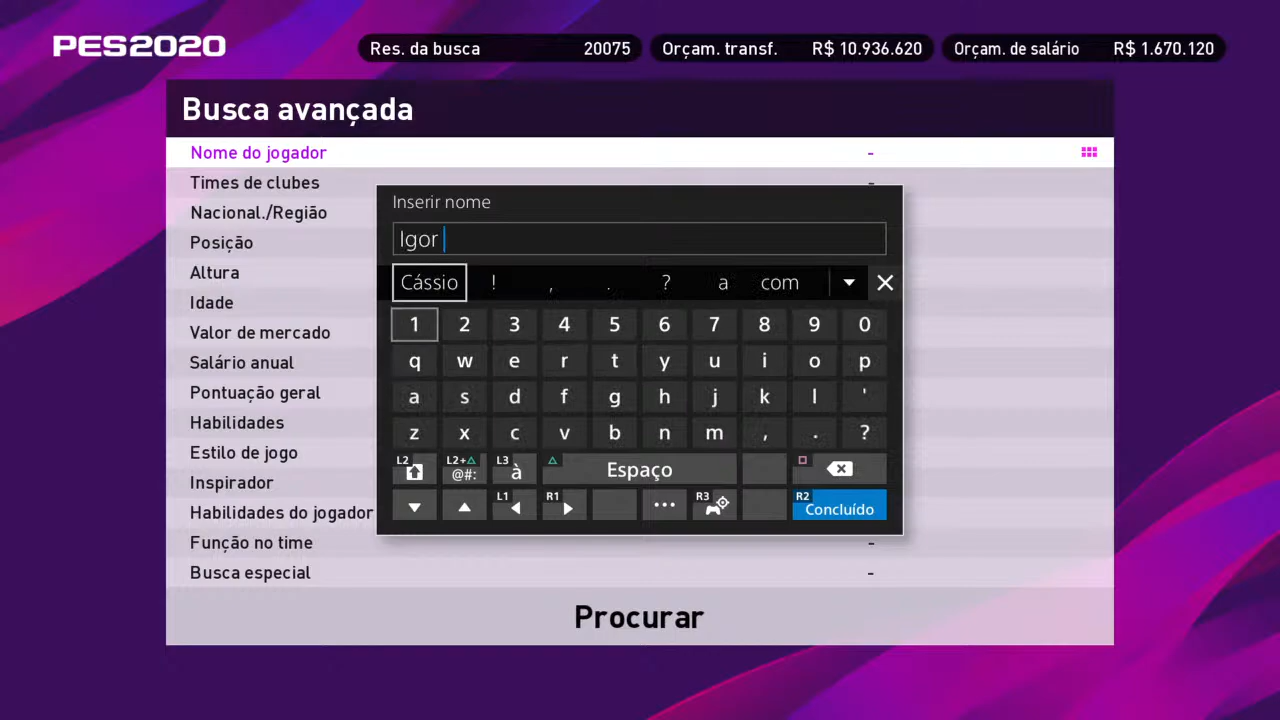 PES2020
Res. da busca 20075 Orçam. transf. R$ 10.936.620 Orçam. de salário R$ 1.670.120
Busca avançada
Nome do jogador -
Times de clubes -
Nacional./Região
Posição
Altura
Idade
Valor de mercado
Salário anual
Pontuação geral
Habilidades
Estilo de jogo
Inspirador
Habilidades do jogador
Função no time -
Busca especial -
Inserir nome
Igor
Cássio ! , . ? a com
1 2 3 4 5 6 7 8 9 0
q w e r t y u i o p
a s d f g h j k l '
z x c v b n m , . ?
L2 L2+△ @#: L3 à △ Espaço □
▼ ▲ L1 ◀ R1 ▶ ... R3 R2 Concluído
Procurar